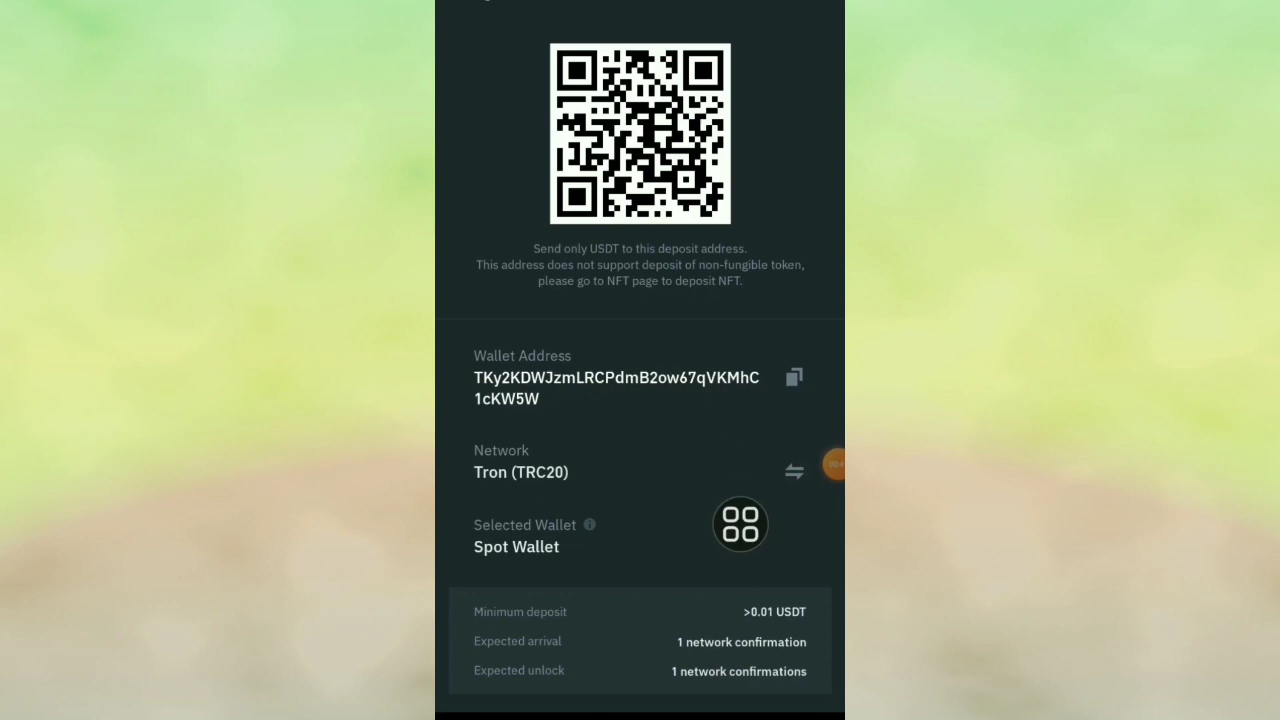 Send only USDT to this deposit address.
This address does not support deposit of non-fungible token,
please go to NFT page to deposit NFT.
Wallet Address
TKy2KDWJzmLRCPdmB2ow67qVKMhC
1cKW5W
Network
Tron (TRC20)
Selected Wallet
Spot Wallet
Minimum deposit >0.01 USDT
Expected arrival 1 network confirmation
Expected unlock 1 network confirmations